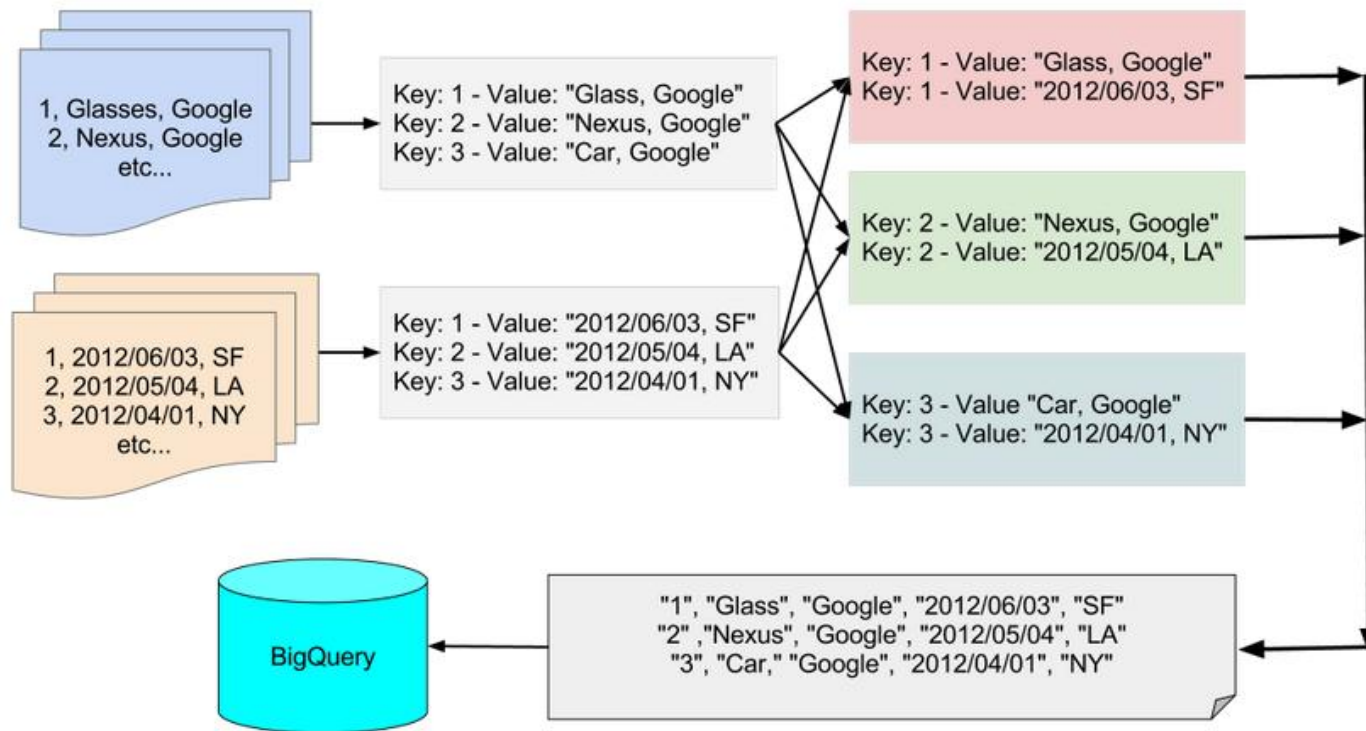 1, Glasses, Google
2, Nexus, Google
etc...
Key: 1 - Value: "Glass, Google"
Key: 2 - Value: "Nexus, Google"
Key: 3 - Value: "Car, Google"
Key: 1 - Value: "Glass, Google"
Key: 1 - Value: "2012/06/03, SF"
Key: 2 - Value: "Nexus, Google"
Key: 2 - Value: "2012/05/04, LA"
1, 2012/06/03, SF
2, 2012/05/04, LA
3, 2012/04/01, NY
etc...
Key: 1 - Value: "2012/06/03, SF"
Key: 2 - Value: "2012/05/04, LA"
Key: 3 - Value: "2012/04/01, NY"
Key: 3 - Value "Car, Google"
Key: 3 - Value: "2012/04/01, NY"
BigQuery
"1", "Glass", "Google", "2012/06/03", "SF"
"2" ,"Nexus", "Google", "2012/05/04", "LA"
"3", "Car," "Google", "2012/04/01", "NY"